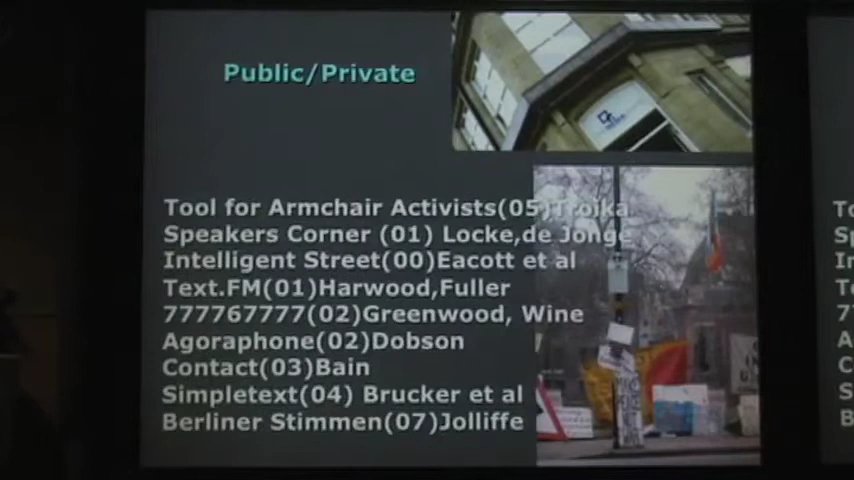 Public/Private
Tool for Armchair Activists(05)Troika
Speakers Corner (01) Locke,de Jonge
Intelligent Street(00)Eacott et al
Text.FM(01)Harwood,Fuller
777767777(02)Greenwood, Wine
Agoraphone(02)Dobson
Contact(03)Bain
Simpletext(04) Brucker et al
Berliner Stimmen(07)Jolliffe